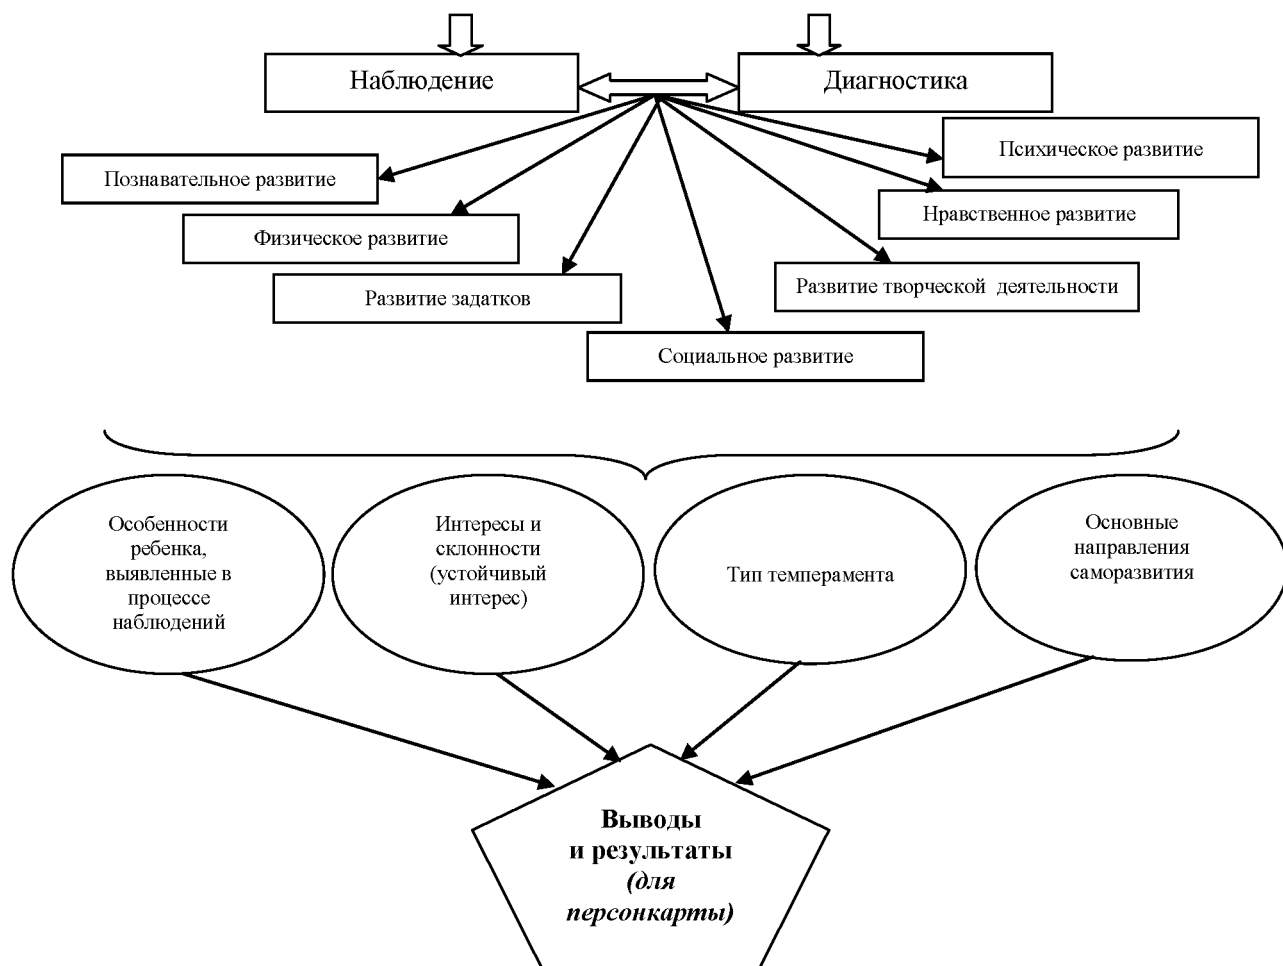 Наблюдение
Диагностика
Психическое развитие
Познавательное развитие
Нравственное развитие
Физическое развитие
Развитие задатков
Развитие творческой деятельности
Социальное развитие
Особенности
ребенка,
выявленные в
процессе
наблюдений
Интересы и
склонности
(устойчивый
интерес)
Тип темперамента
Основные
направления
саморазвития
Выводы
и результаты
(для
персонкарты)